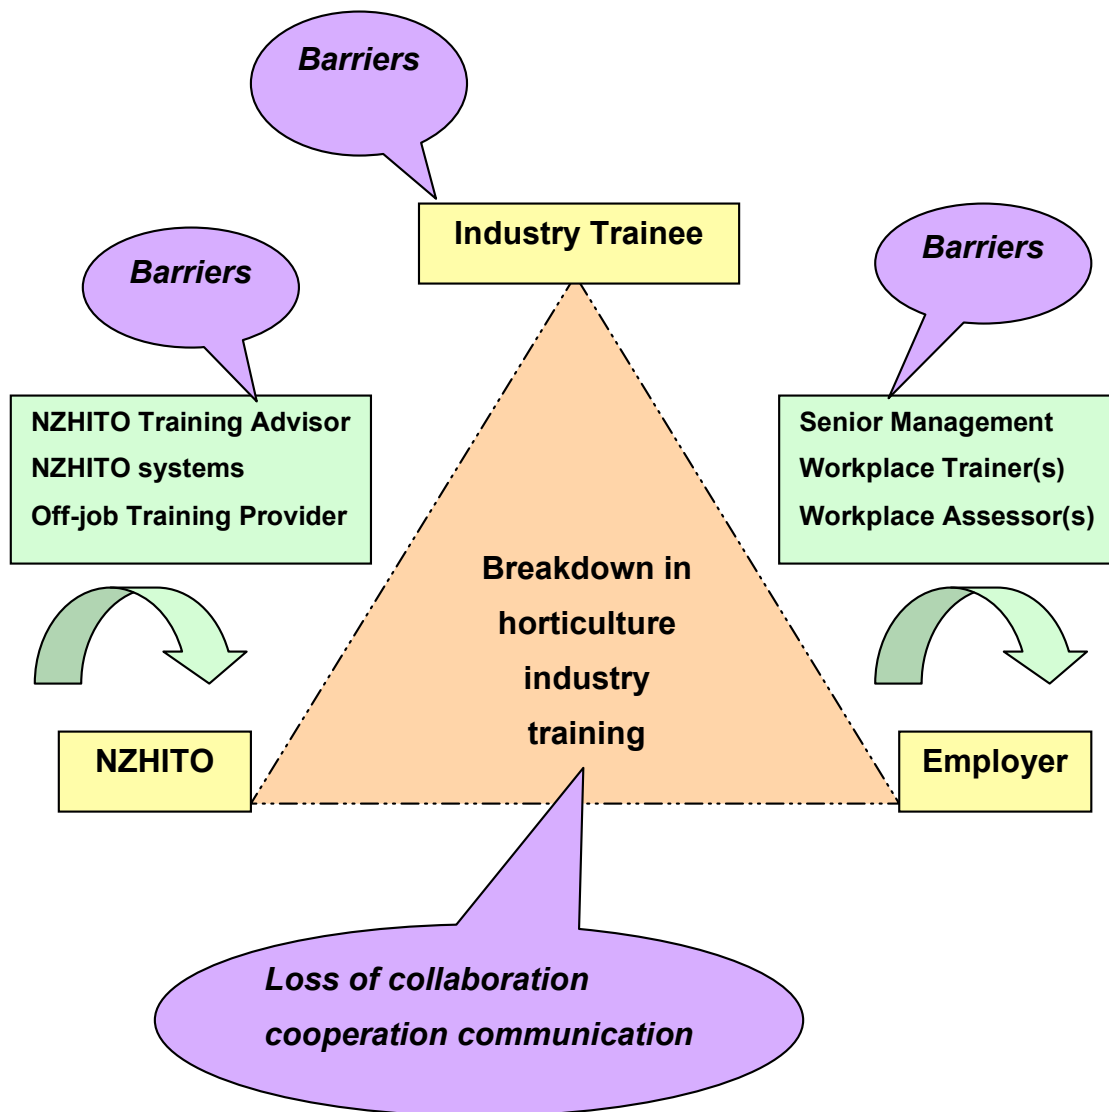 Barriers
Industry Trainee
Barriers
Barriers
NZHITO Training Advisor
NZHITO systems
Off-job Training Provider
Senior Management
Workplace Trainer(s)
Workplace Assessor(s)
Breakdown in
horticulture
industry
training
NZHITO
Employer
Loss of collaboration
cooperation communication